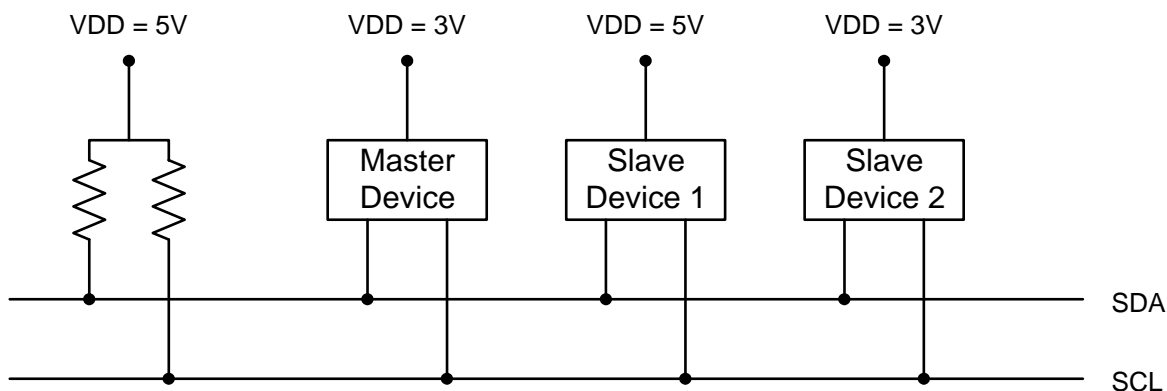 VDD = 5V
VDD = 3V
VDD = 5V
VDD = 3V
Master
Device
Slave
Device 1
Slave
Device 2
SDA
SCL